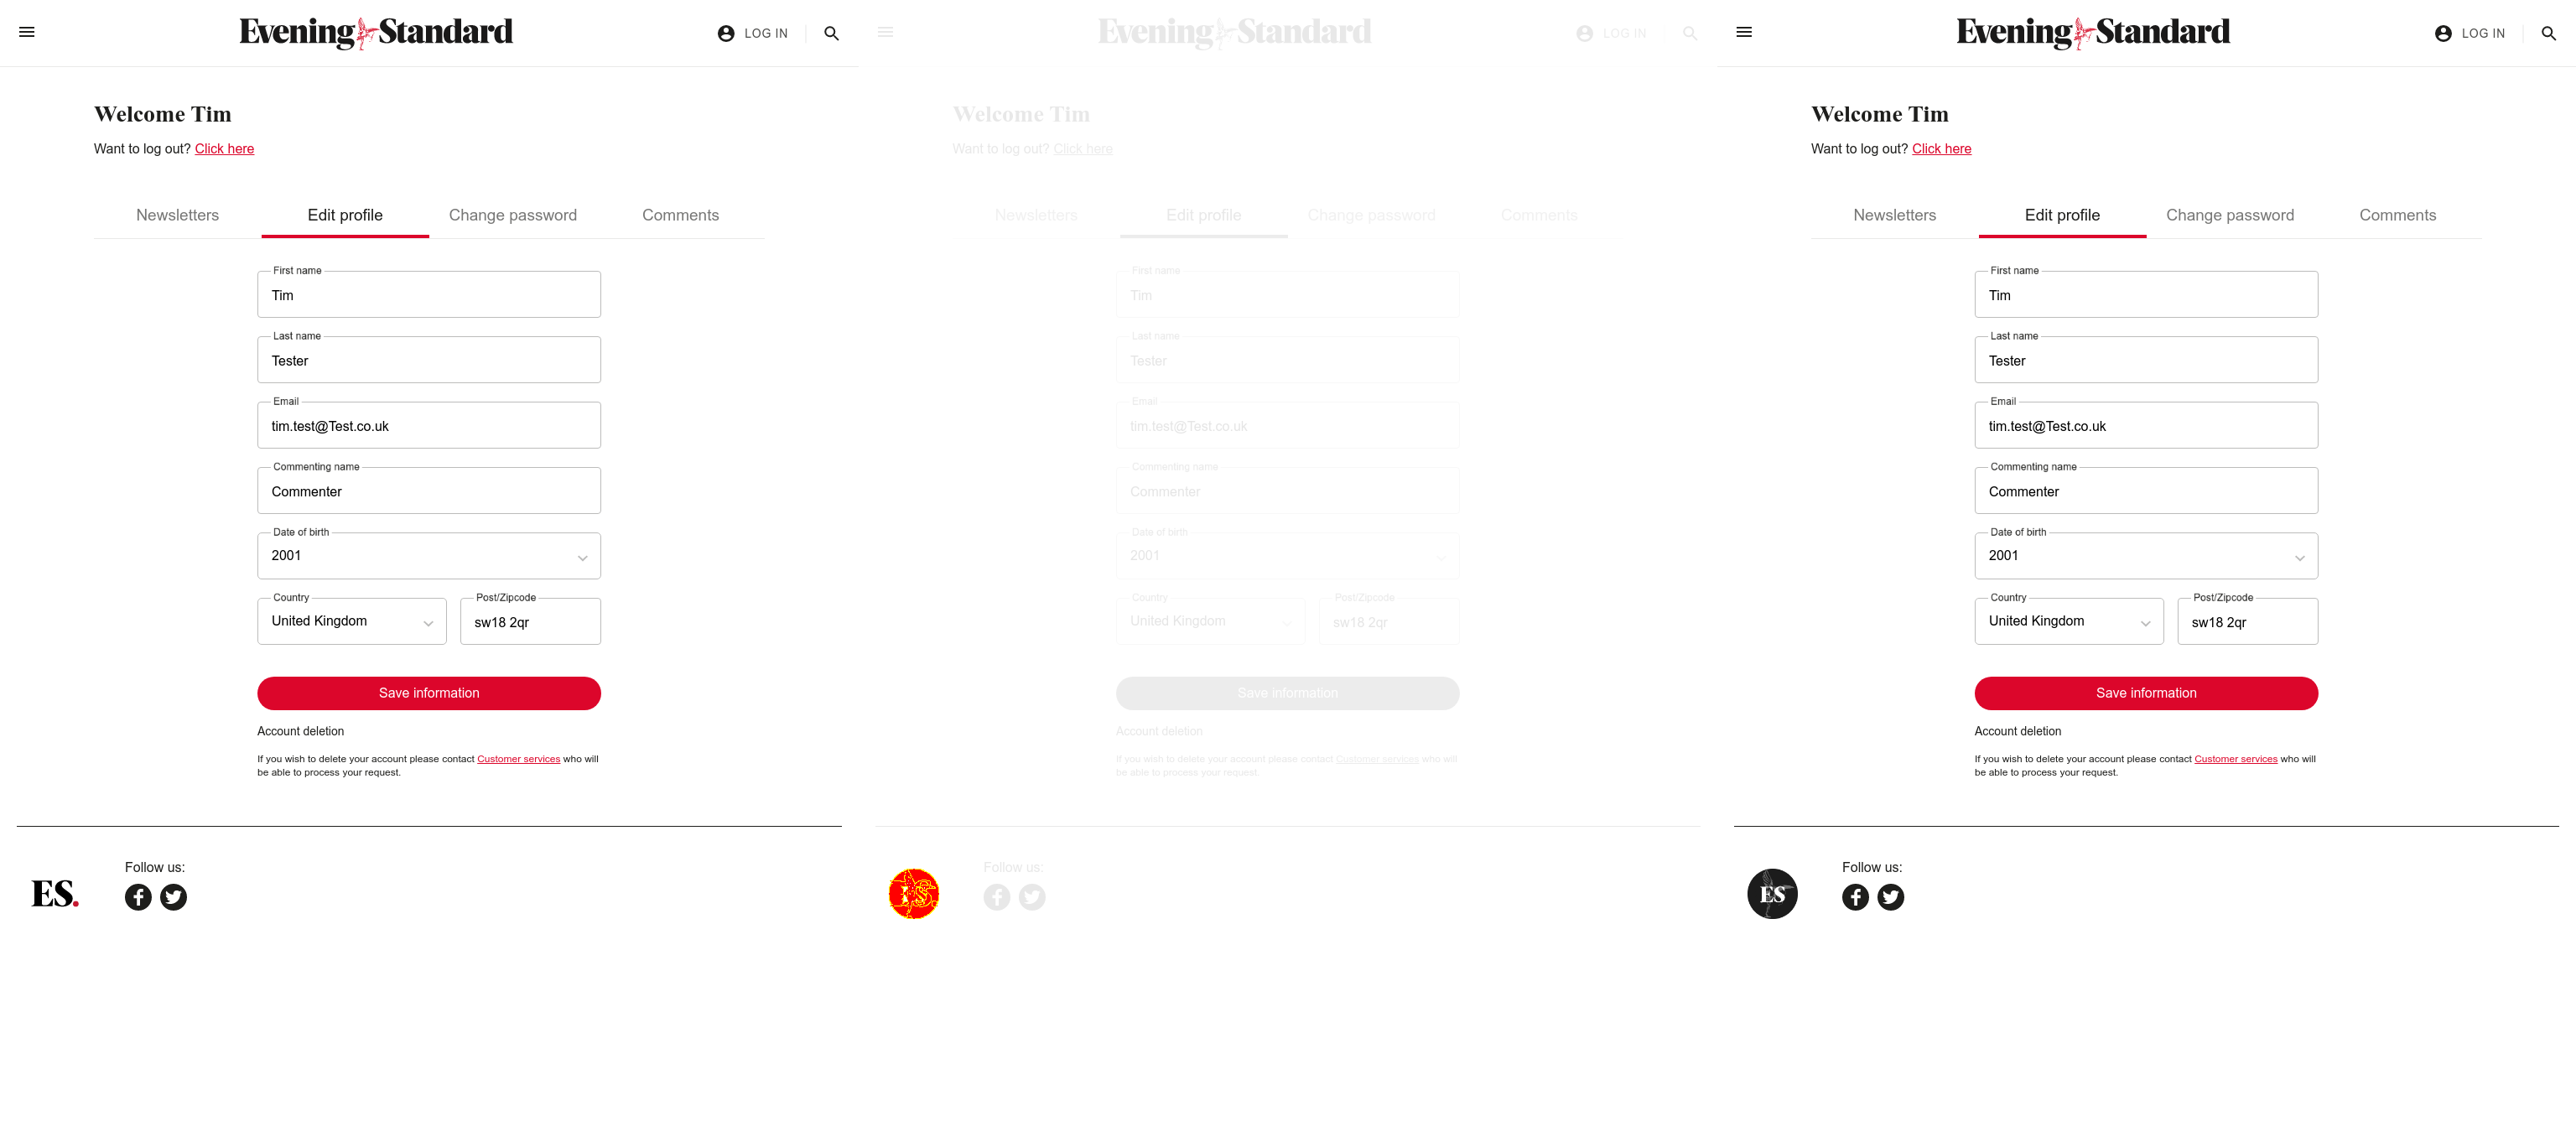 Evening Standard
LOG IN
Welcome Tim
Want to log out? Click here
Newsletters Edit profile Change password Comments
First name
Tim
Last name
Tester
Email
tim.test@Test.co.uk
Commenting name
Commenter
Date of birth
2001
Country Post/Zipcode
United Kingdom sw18 2qr
Save information
Account deletion
If you wish to delete your account please contact Customer services who will
be able to process your request.
Follow us:
ES.
Evening Standard
LOG IN
Welcome Tim
Want to log out? Click here
Newsletters Edit profile Change password Comments
First name
Tim
Last name
Tester
Email
tim.test@Test.co.uk
Commenting name
Commenter
Date of birth
2001
Country Post/Zipcode
United Kingdom sw18 2qr
Save information
Account deletion
If you wish to delete your account please contact Customer services who will
be able to process your request.
Follow us:
ES
Evening Standard
LOG IN
Welcome Tim
Want to log out? Click here
Newsletters Edit profile Change password Comments
First name
Tim
Last name
Tester
Email
tim.test@Test.co.uk
Commenting name
Commenter
Date of birth
2001
Country Post/Zipcode
United Kingdom sw18 2qr
Save information
Account deletion
If you wish to delete your account please contact Customer services who will
be able to process your request.
Follow us:
ES